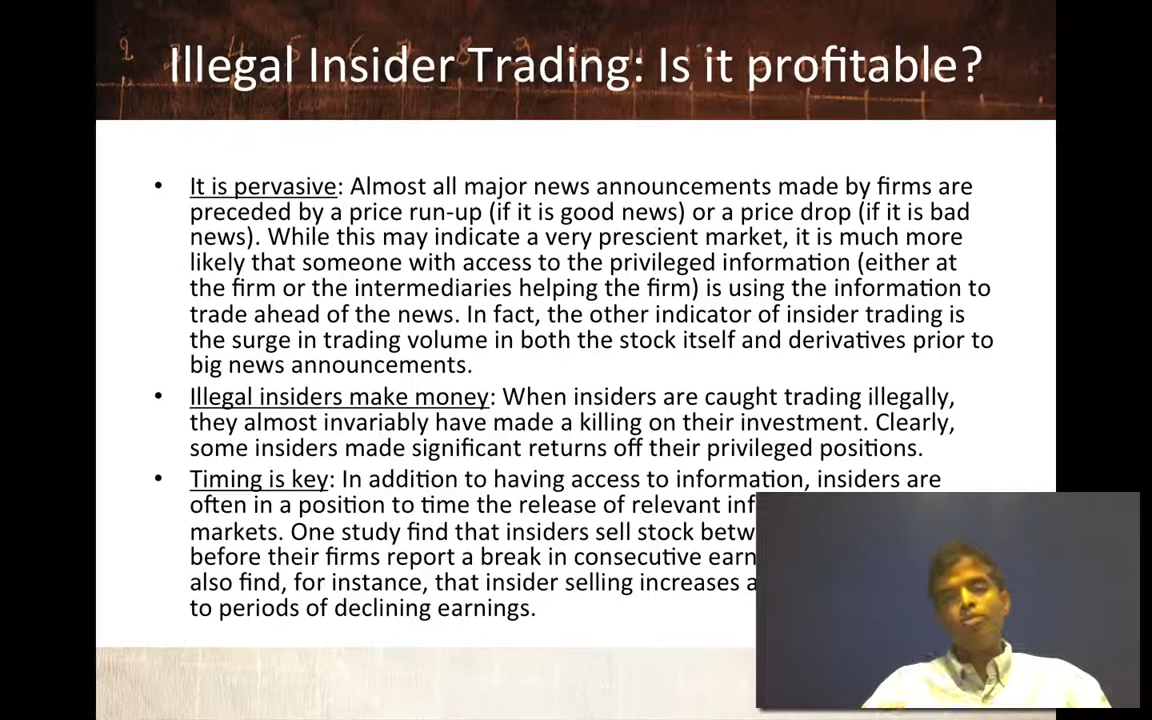 Illegal Insider Trading: Is it profitable?
• It is pervasive: Almost all major news announcements made by firms are
preceded by a price run-up (if it is good news) or a price drop (if it is bad
news). While this may indicate a very prescient market, it is much more
likely that someone with access to the privileged information (either at
the firm or the intermediaries helping the firm) is using the information to
trade ahead of the news. In fact, the other indicator of insider trading is
the surge in trading volume in both the stock itself and derivatives prior to
big news announcements.
• Illegal insiders make money: When insiders are caught trading illegally,
they almost invariably have made a killing on their investment. Clearly,
some insiders made significant returns off their privileged positions.
• Timing is key: In addition to having access to information, insiders are
often in a position to time the release of relevant inf
markets. One study find that insiders sell stock betw
before their firms report a break in consecutive earn
also find, for instance, that insider selling increases a
to periods of declining earnings.